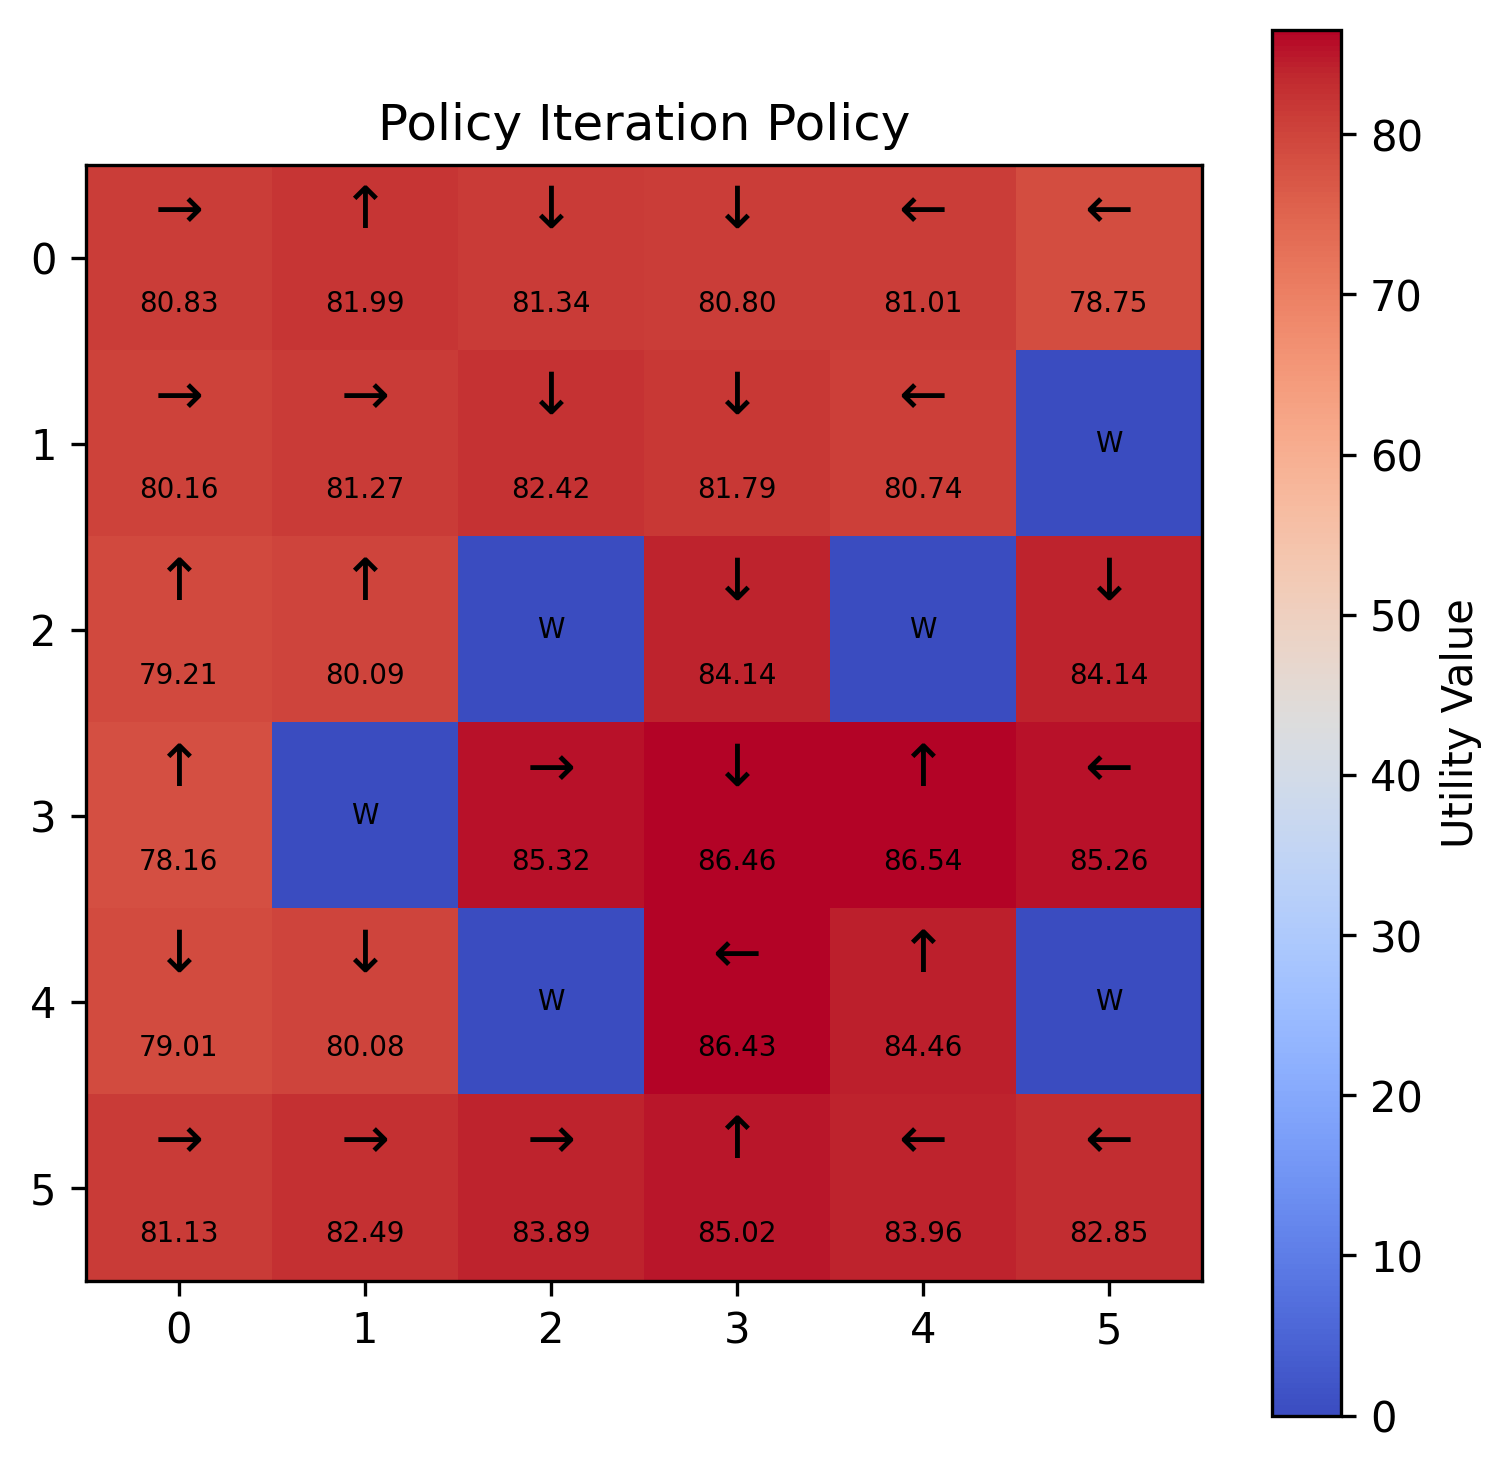 Policy Iteration Policy
→ ↑ ↓ ↓ ← ←
0
80.83 81.99 81.34 80.80 81.01 78.75
→ → ↓ ↓ ←
1 W
80.16 81.27 82.42 81.79 80.74
↑ ↑ ↓ ↓
2 W W
79.21 80.09 84.14 84.14
↑ → ↓ ↑ ←
3 W
78.16 85.32 86.46 86.54 85.26
↓ ↓ ← ↑
4 W W
79.01 80.08 86.43 84.46
→ → → ↑ ← ←
5
81.13 82.49 83.89 85.02 83.96 82.85
0 1 2 3 4 5
80
70
60
50
40
30
20
10
0
Utility Value